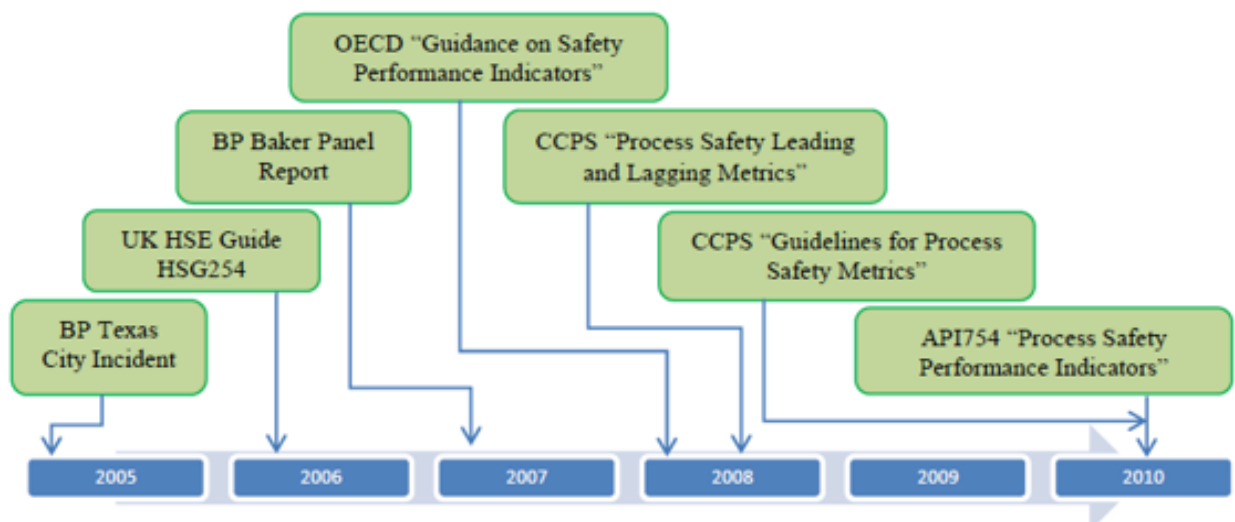 OECD “Guidance on Safety
Performance Indicators”
BP Baker Panel
Report
CCPS “Process Safety Leading
and Lagging Metrics”
UK HSE Guide
HSG254
CCPS “Guidelines for Process
Safety Metrics”
BP Texas
City Incident
API754 “Process Safety
Performance Indicators”
2005
2006
2007
2008
2009
2010